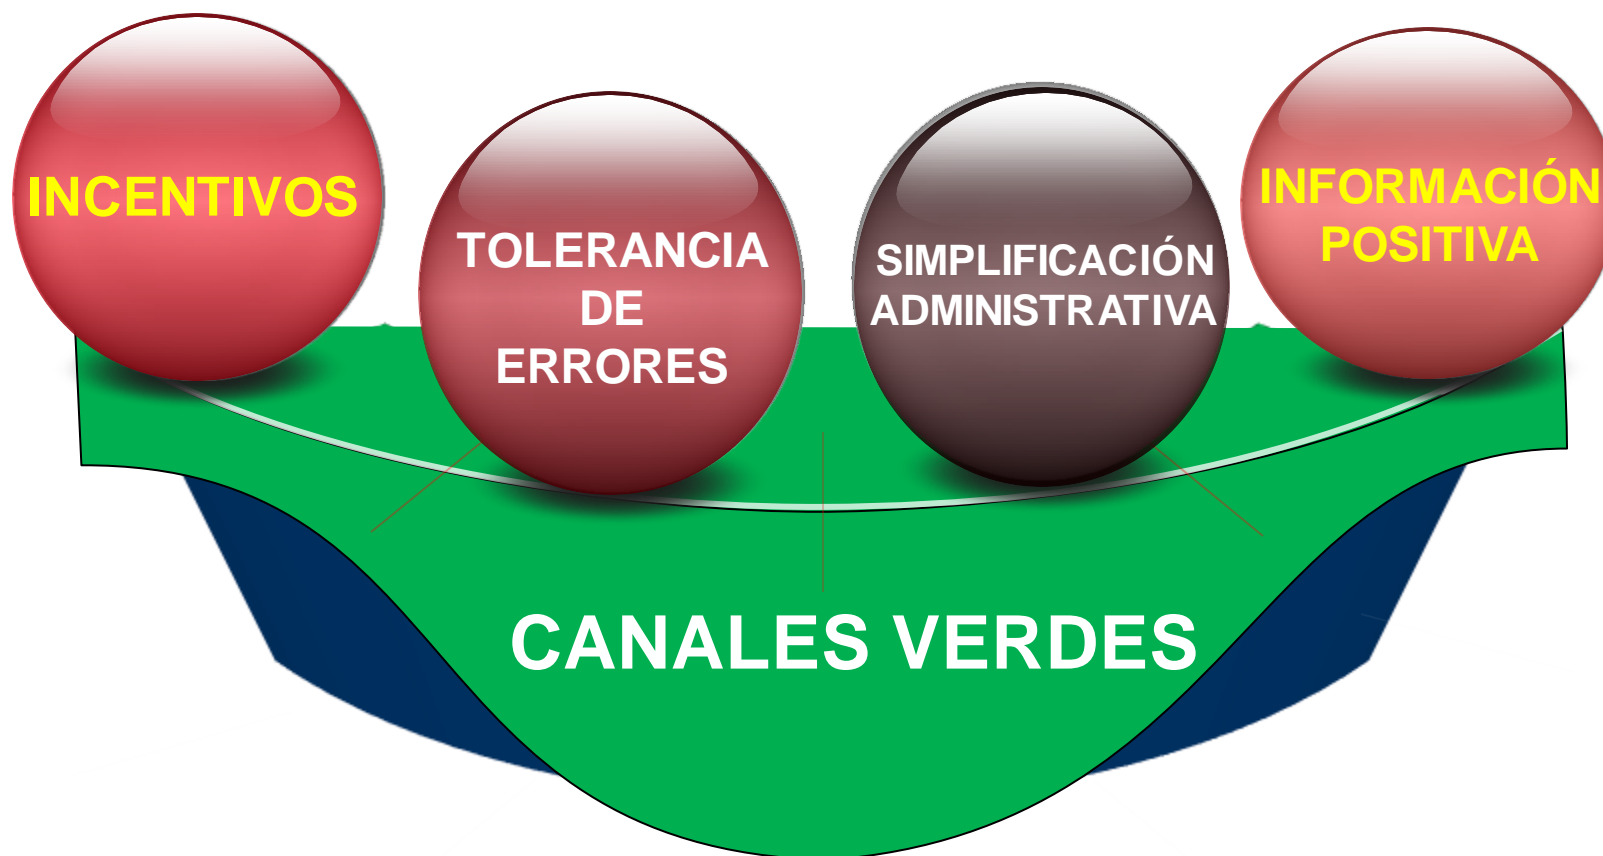 INCENTIVOS
TOLERANCIA
DE
ERRORES
SIMPLIFICACIÓN
ADMINISTRATIVA
INFORMACIÓN
POSITIVA
CANALES VERDES